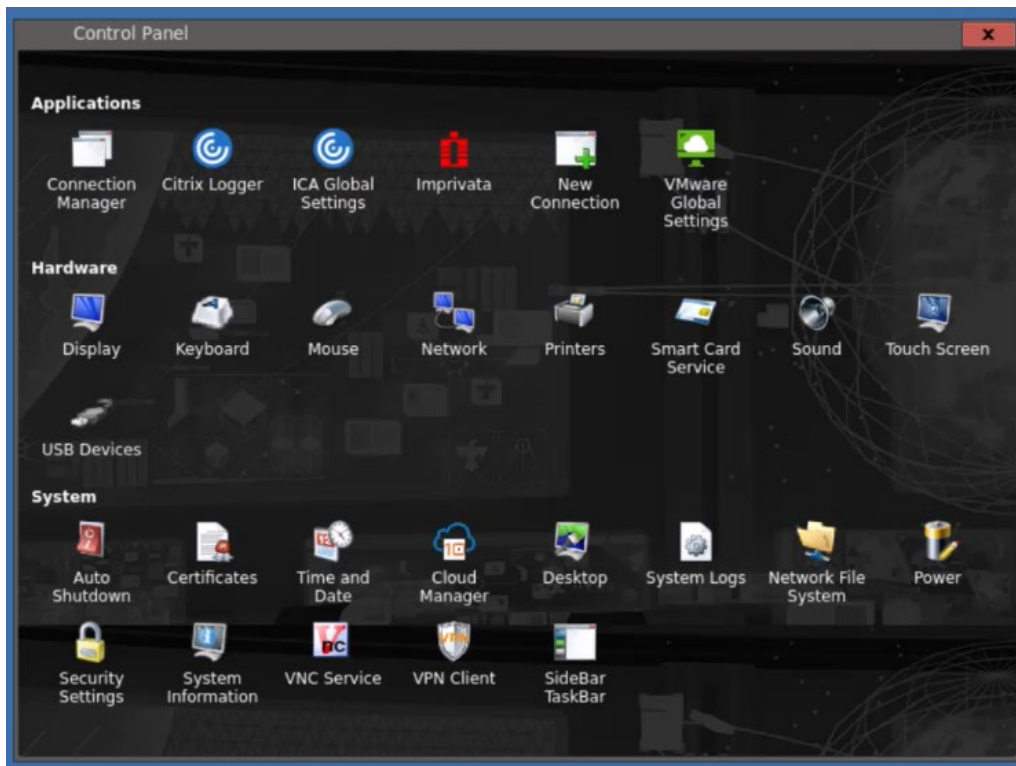 Control Panel
x
Applications
Connection
Manager
Citrix Logger
ICA Global
Settings
Imprivata
New
Connection
VMware
Global
Settings
Hardware
Display
Keyboard
Mouse
Network
Printers
Smart Card
Service
Sound
Touch Screen
USB Devices
System
Auto
Shutdown
Certificates
Time and
Date
Cloud
Manager
Desktop
System Logs
Network File
System
Power
Security
Settings
System
Information
VNC Service
VPN Client
SideBar
TaskBar